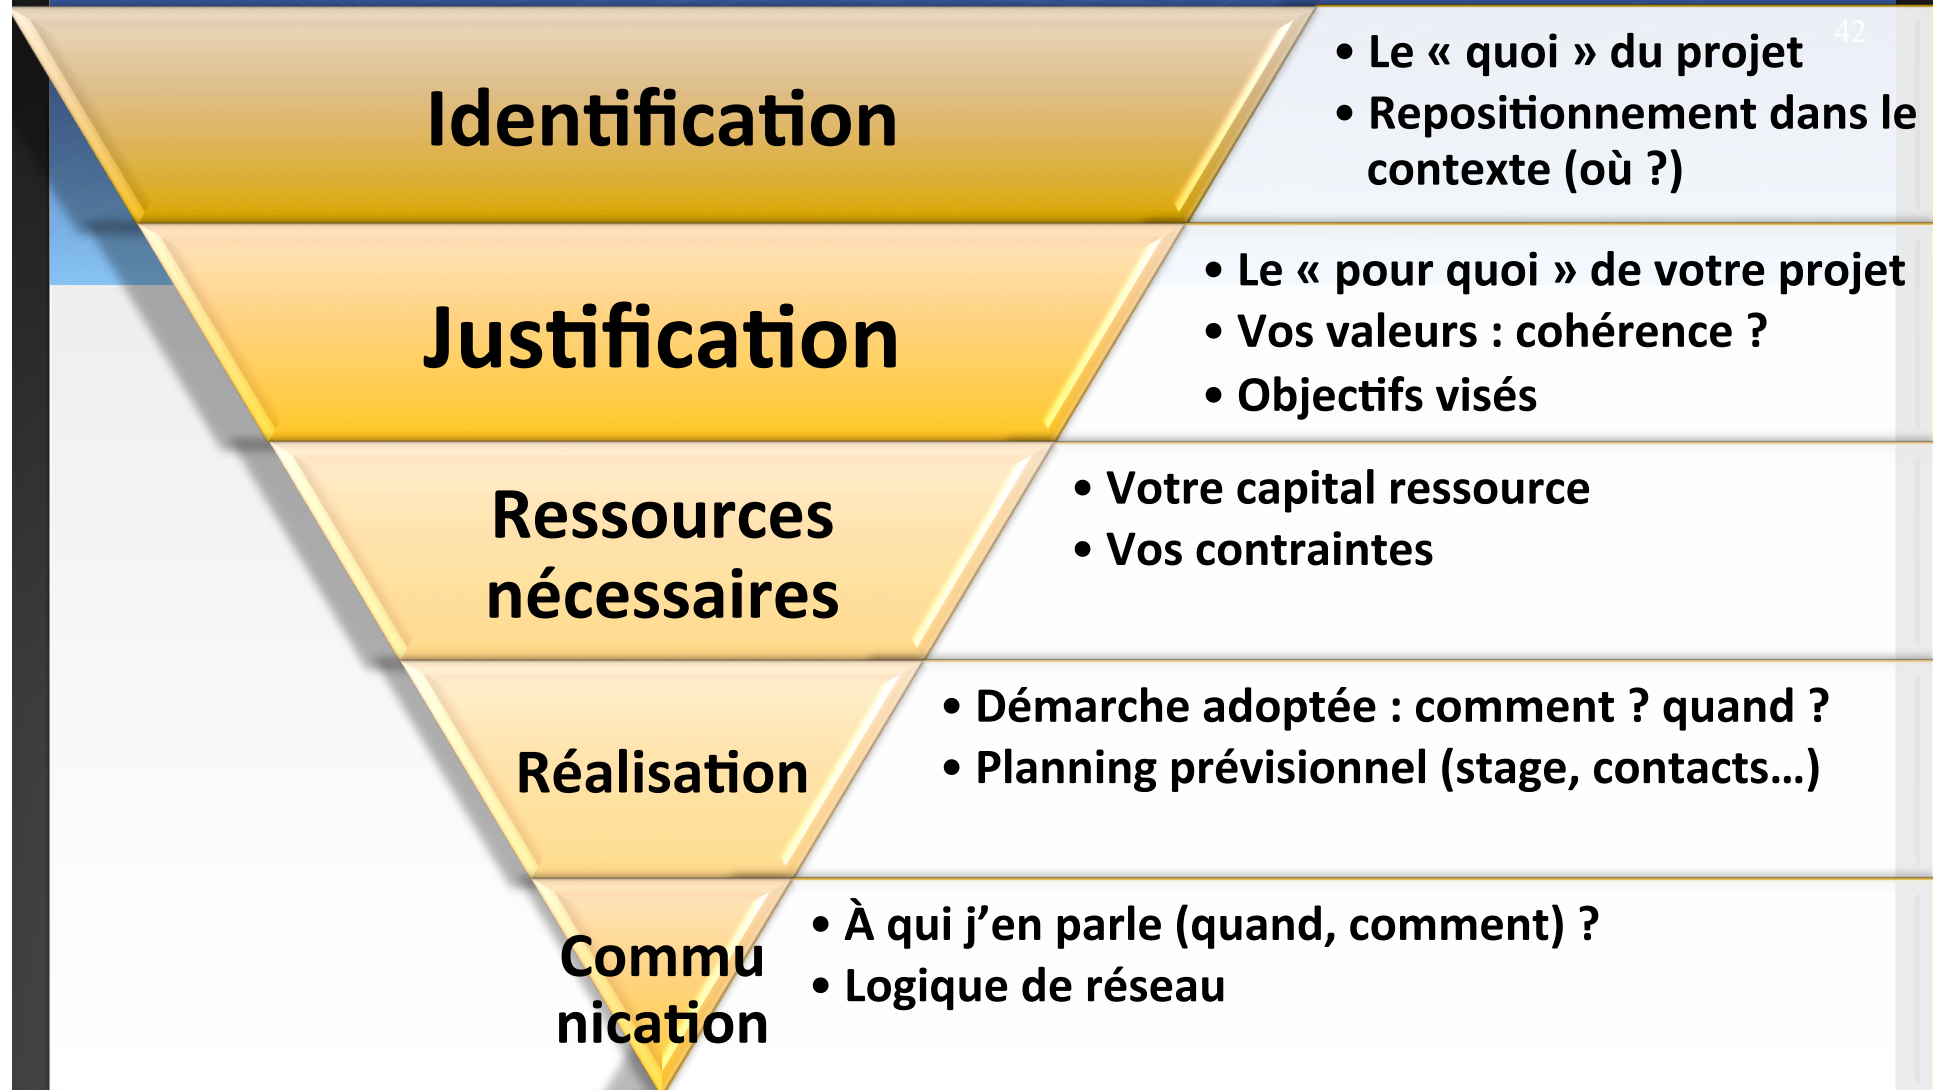 42
Identification
• Le « quoi » du projet
• Repositionnement dans le
contexte (où ?)
Justification
• Le « pour quoi » de votre projet
• Vos valeurs : cohérence ?
• Objectifs visés
Ressources
nécessaires
• Votre capital ressource
• Vos contraintes
Réalisation
• Démarche adoptée : comment ? quand ?
• Planning prévisionnel (stage, contacts…)
Commu
nication
• À qui j’en parle (quand, comment) ?
• Logique de réseau